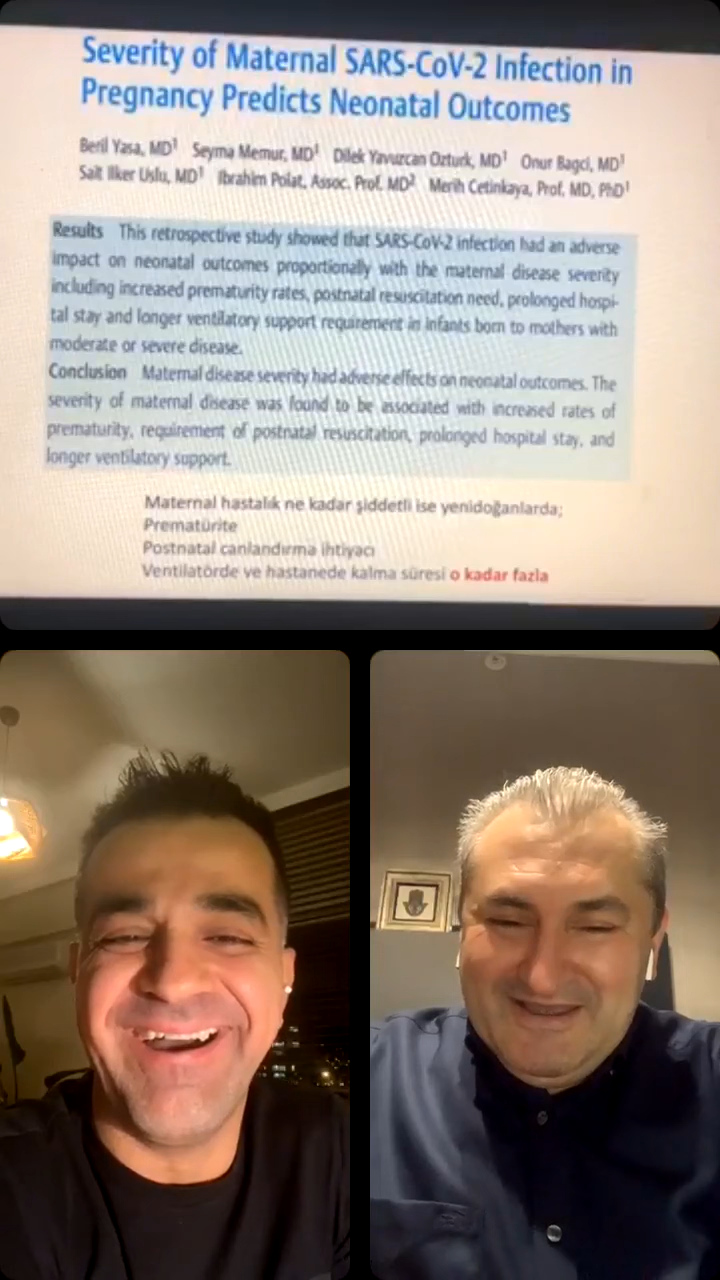 Severity of Maternal SARS-CoV-2 Infection in
Pregnancy Predicts Neonatal Outcomes
Beril Yasa, MD¹ Seyma Memur, MD¹ Dilek Yavuzcan Ozturk, MD¹ Onur Bagci, MD¹
Sait Ilker Uslu, MD¹ Ibrahim Polat, Assoc. Prof. MD² Merih Cetinkaya, Prof. MD, PhD¹
Results This retrospective study showed that SARS-CoV-2 infection had an adverse
impact on neonatal outcomes proportionally with the maternal disease severity
including increased prematurity rates, postnatal resuscitation need, prolonged hospi-
tal stay and longer ventilatory support requirement in infants born to mothers with
moderate or severe disease.
Conclusion Maternal disease severity had adverse effects on neonatal outcomes. The
severity of maternal disease was found to be associated with increased rates of
prematurity, requirement of postnatal resuscitation, prolonged hospital stay, and
longer ventilatory support.
Maternal hastalık ne kadar şiddetli ise yenidoğanlarda;
Prematürite
Postnatal canlandırma ihtiyacı
Ventilatörde ve hastanede kalma süresi o kadar fazla